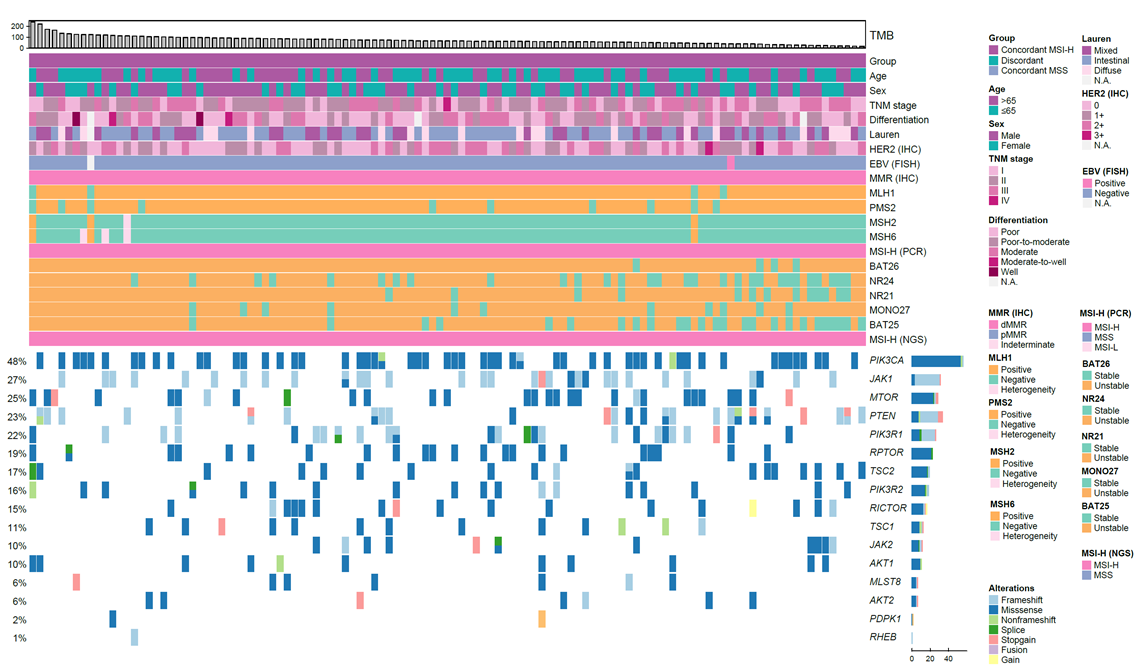 200
100
0
TMB
Group
Age
Sex
TNM stage
Differentiation
Lauren
HER2 (IHC)
EBV (FISH)
MMR (IHC)
MLH1
PMS2
MSH2
MSH6
MSI-H (PCR)
BAT26
NR24
NR21
MONO27
BAT25
MSI-H (NGS)
48% PIK3CA
27% JAK1
25% MTOR
23% PTEN
22% PIK3R1
19% RPTOR
17% TSC2
16% PIK3R2
15% RICTOR
11% TSC1
10% JAK2
10% AKT1
6% MLST8
6% AKT2
2% PDPK1
1% RHEB
0 20 40
Group
Concordant MSI-H
Discordant
Concordant MSS
Age
>65
≤65
Sex
Male
Female
TNM stage
I
II
III
IV
Differentiation
Poor
Poor-to-moderate
Moderate
Moderate-to-well
Well
N.A.
MMR (IHC)
dMMR
pMMR
Indeterminate
MLH1
Positive
Negative
Heterogeneity
PMS2
Positive
Negative
Heterogeneity
MSH2
Positive
Negative
Heterogeneity
MSH6
Positive
Negative
Heterogeneity
Alterations
Frameshift
Misssense
Nonframeshift
Splice
Stopgain
Fusion
Gain
Lauren
Mixed
Intestinal
Diffuse
N.A.
HER2 (IHC)
0
1+
2+
3+
N.A.
EBV (FISH)
Positive
Negative
N.A.
MSI-H (PCR)
MSI-H
MSS
MSI-L
BAT26
Stable
Unstable
NR24
Stable
Unstable
NR21
Stable
Unstable
MONO27
Stable
Unstable
BAT25
Stable
Unstable
MSI-H (NGS)
MSI-H
MSS